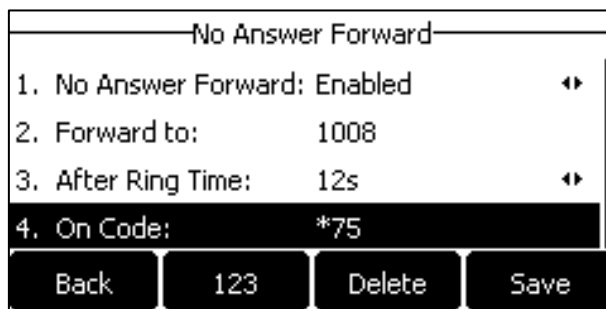 No Answer Forward
1. No Answer Forward: Enabled
2. Forward to: 1008
3. After Ring Time: 12s
4. On Code: *75
Back 123 Delete Save